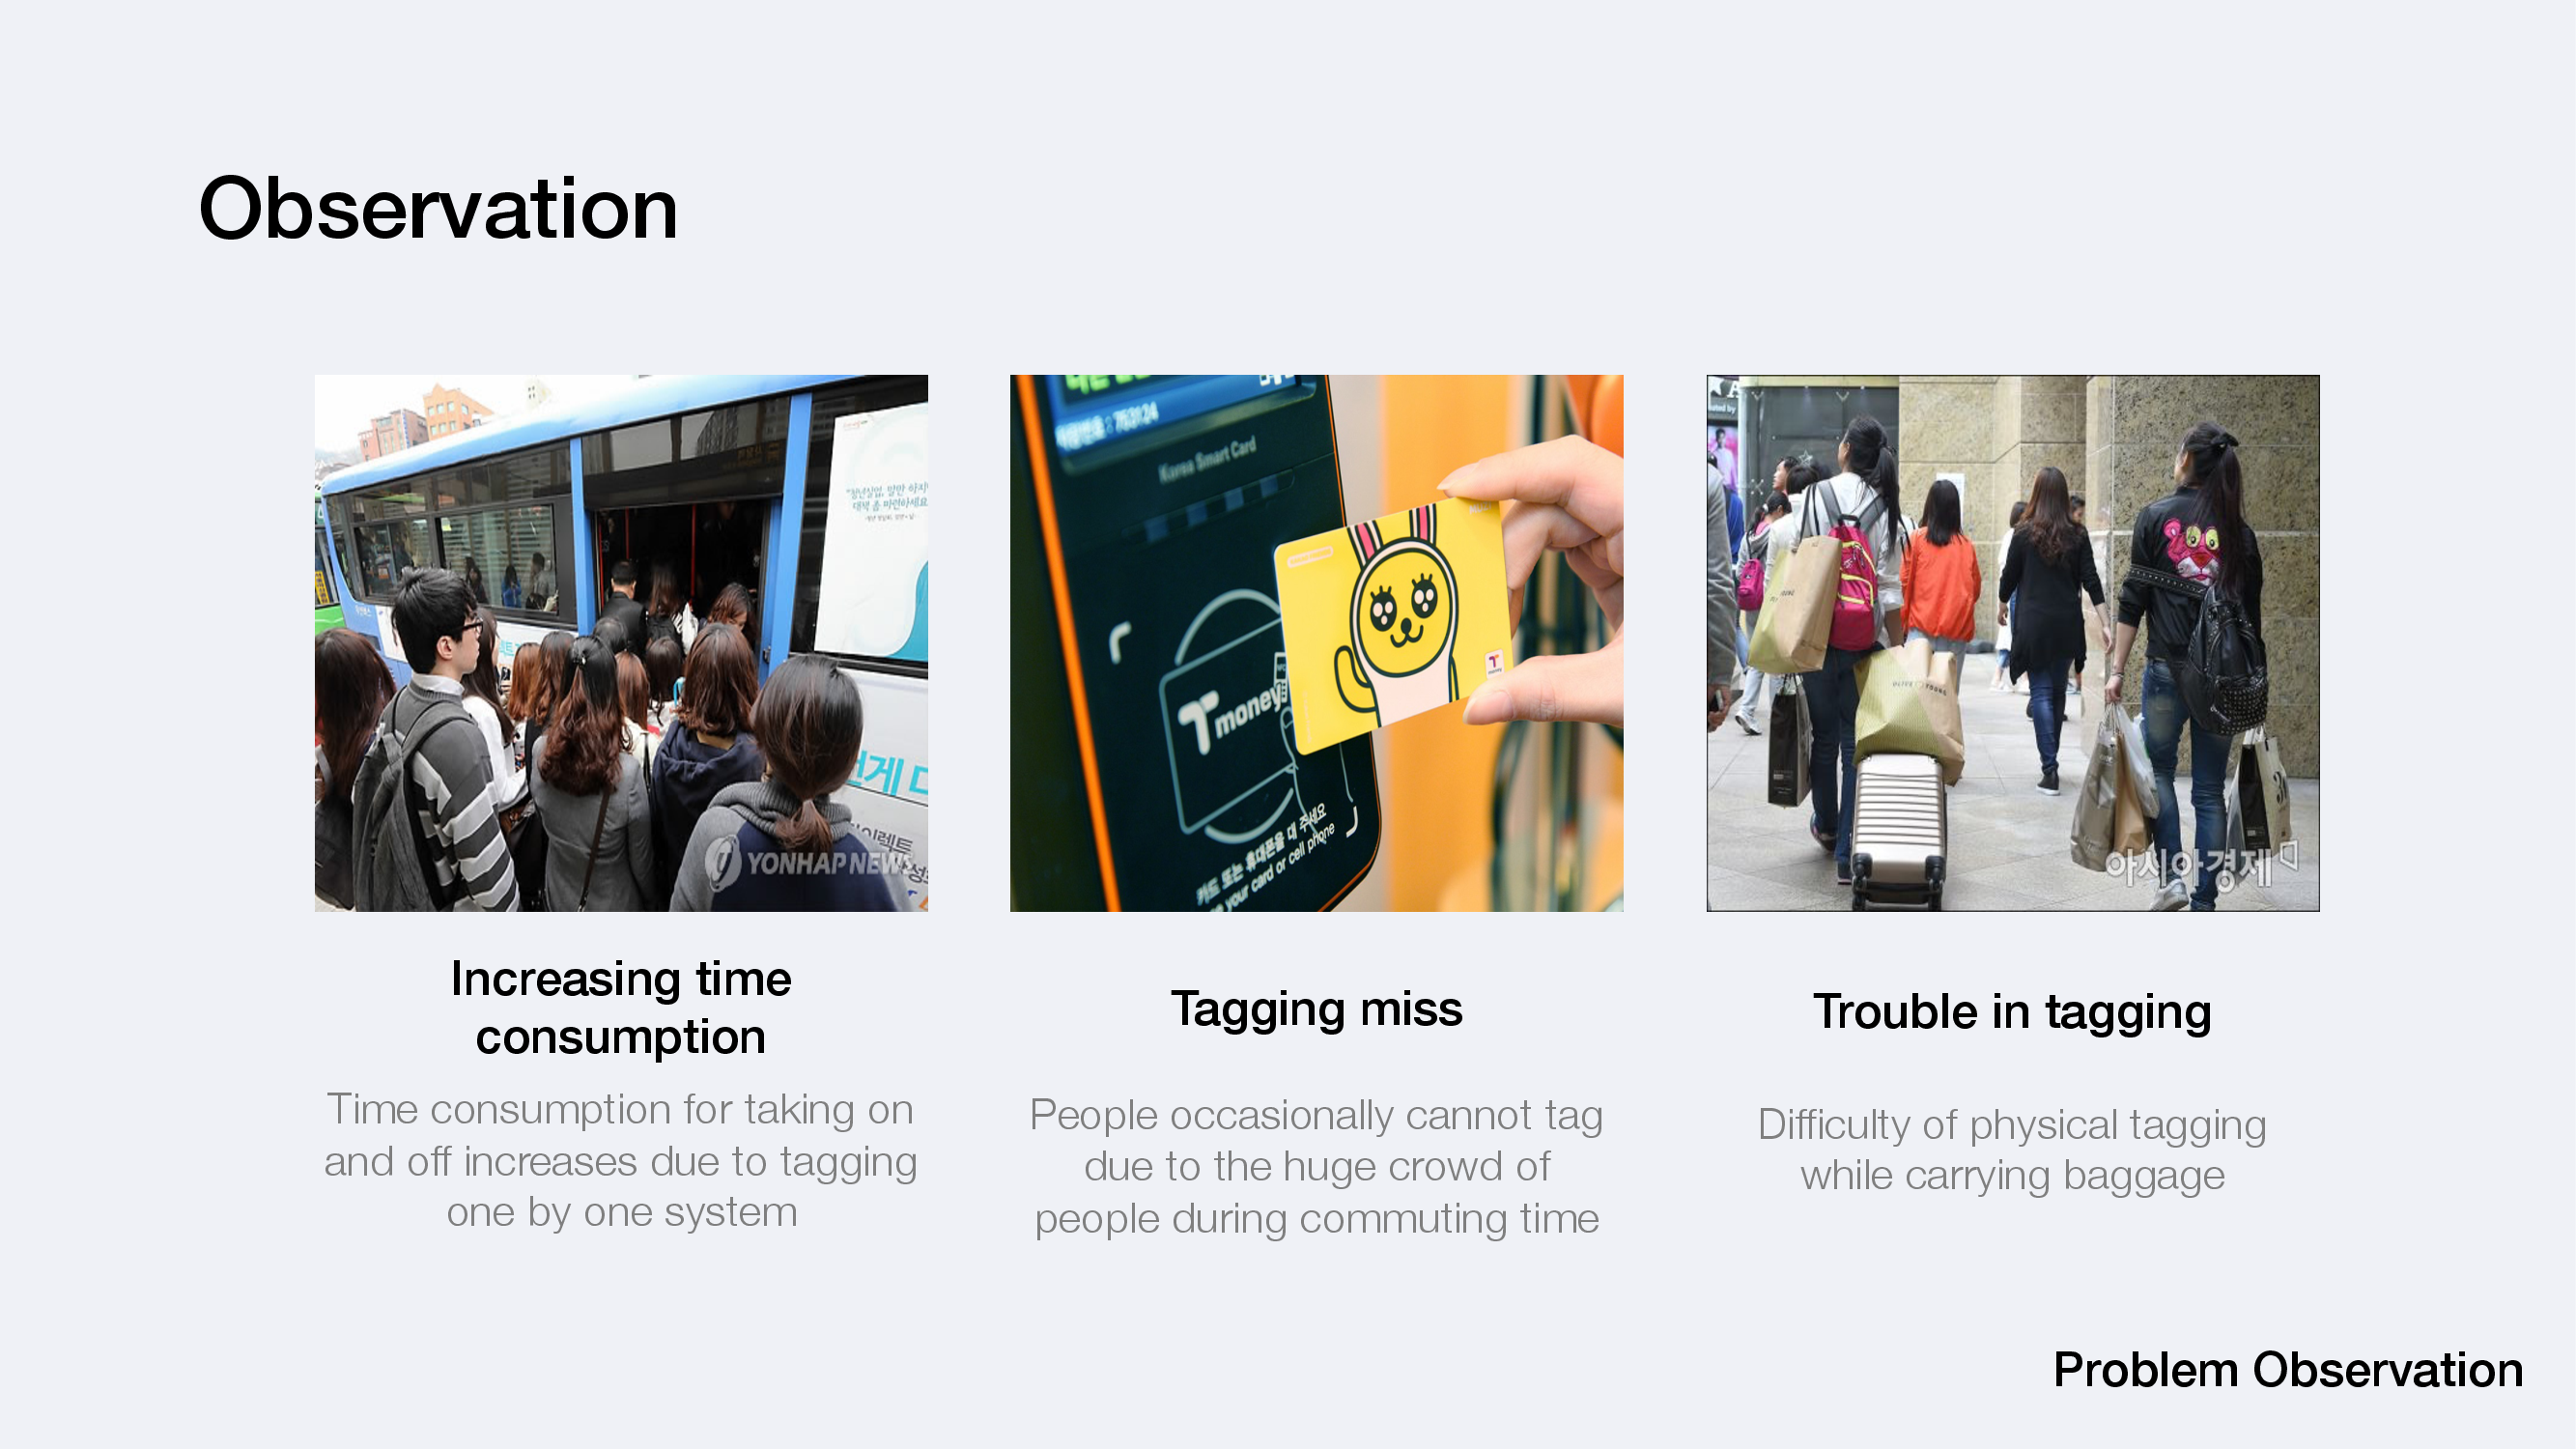 Observation
YONHAP NEWS
Korea Smart Card
T money
카드 또는 휴대폰을 대 주세요
your card or cell phone
OLIVE YOUNG
아시아경제
Increasing time
consumption
Time consumption for taking on
and off increases due to tagging
one by one system
Tagging miss
People occasionally cannot tag
due to the huge crowd of
people during commuting time
Trouble in tagging
Difficulty of physical tagging
while carrying baggage
Problem Observation